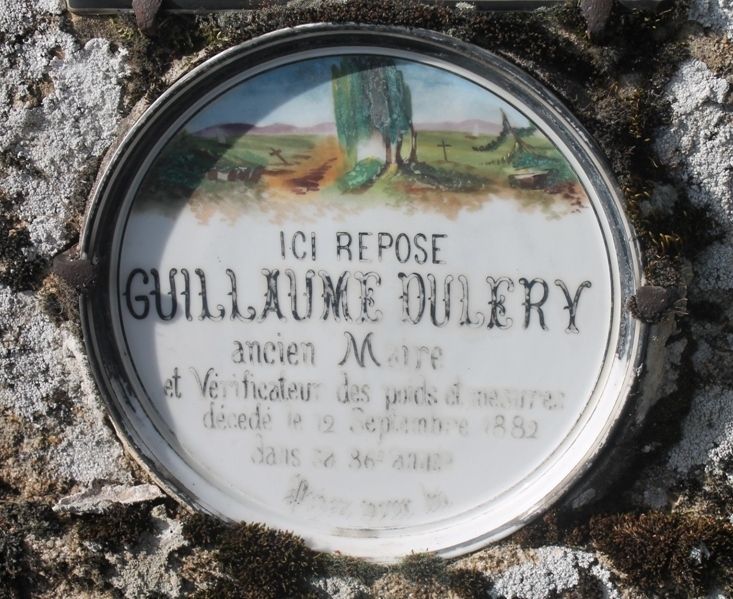 ICI REPOSE
GUILLAUME DULERY
ancien Maire
et Vérificateur des poids et mesures
décédé le 12 Septembre 1882
dans sa 86e année